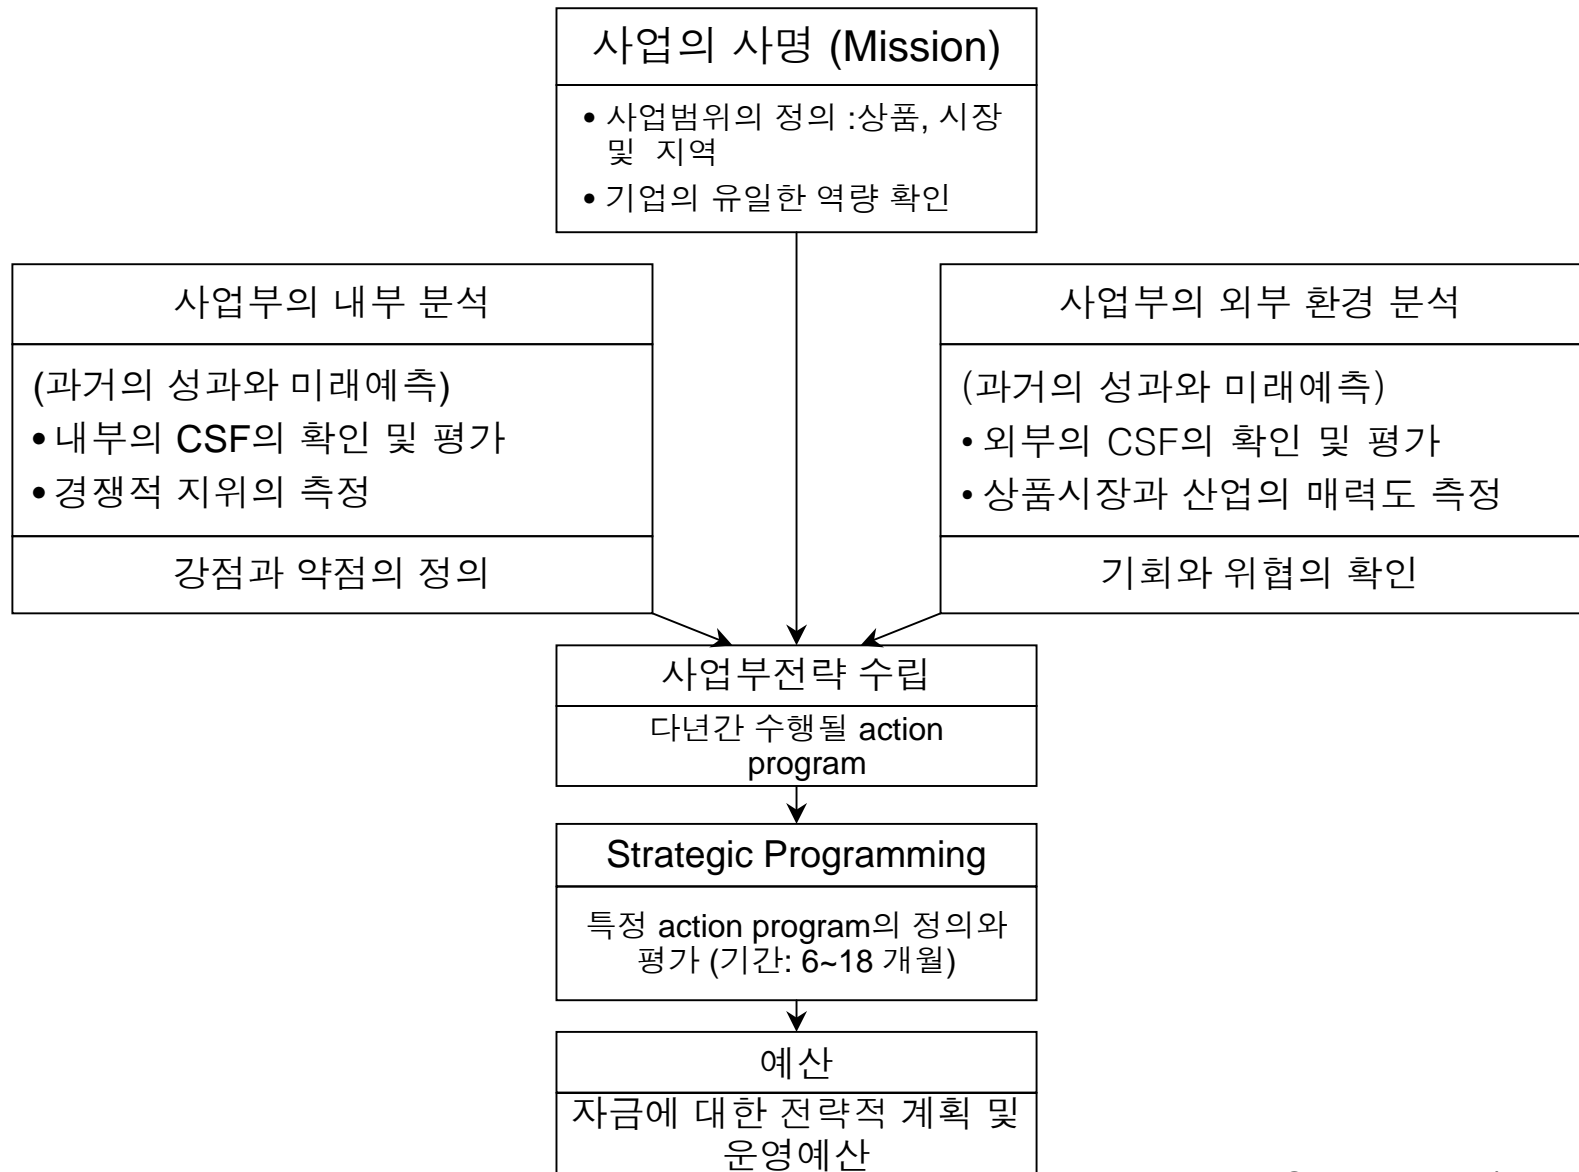 사업의 사명 (Mission)
• 사업범위의 정의 :상품, 시장
및 지역
• 기업의 유일한 역량 확인
사업부의 내부 분석
(과거의 성과와 미래예측)
• 내부의 CSF의 확인 및 평가
• 경쟁적 지위의 측정
강점과 약점의 정의
사업부의 외부 환경 분석
(과거의 성과와 미래예측)
• 외부의 CSF의 확인 및 평가
• 상품시장과 산업의 매력도 측정
기회와 위협의 확인
사업부전략 수립
다년간 수행될 action
program
Strategic Programming
특정 action program의 정의와
평가 (기간: 6~18 개월)
예산
자금에 대한 전략적 계획 및
운영예산